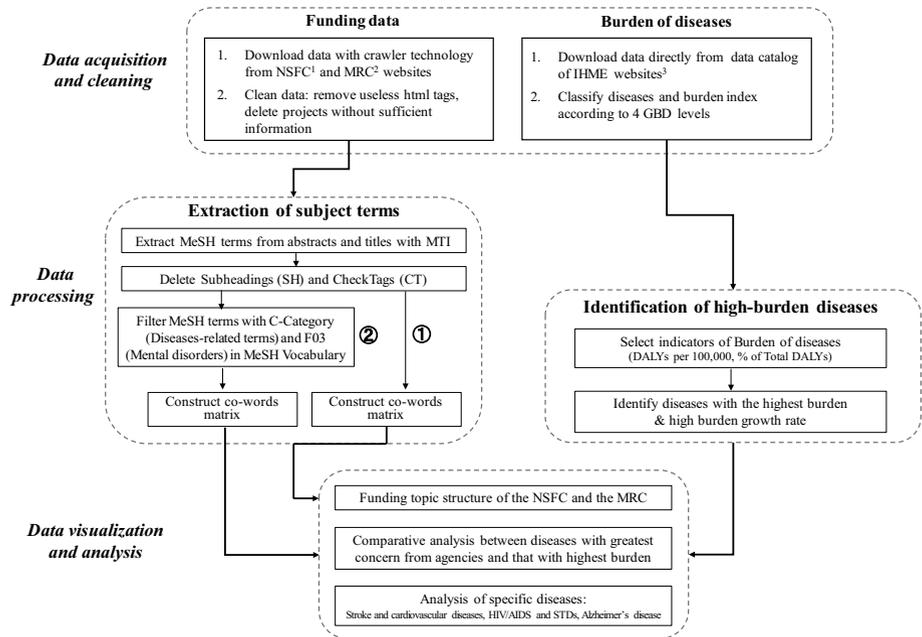 Funding data
Burden of diseases
Data acquisition
and cleaning
1. Download data with crawler technology
from NSFC¹ and MRC² websites
2. Clean data: remove useless html tags,
delete projects without sufficient
information
1. Download data directly from data catalog
of IHME websites³
2. Classify diseases and burden index
according to 4 GBD levels
Data
processing
Extraction of subject terms
Extract MeSH terms from abstracts and titles with MTI
Delete Subheadings (SH) and CheckTags (CT)
Filter MeSH terms with C-Category
(Diseases-related terms) and F03
(Mental disorders) in MeSH Vocabulary
②
①
Construct co-words
matrix
Construct co-words
matrix
Identification of high-burden diseases
Select indicators of Burden of diseases
(DALYs per 100,000, % of Total DALYs)
Identify diseases with the highest burden
& high burden growth rate
Data visualization
and analysis
Funding topic structure of the NSFC and the MRC
Comparative analysis between diseases with greatest
concern from agencies and that with highest burden
Analysis of specific diseases:
Stroke and cardiovascular diseases, HIV/AIDS and STDs, Alzheimer's disease